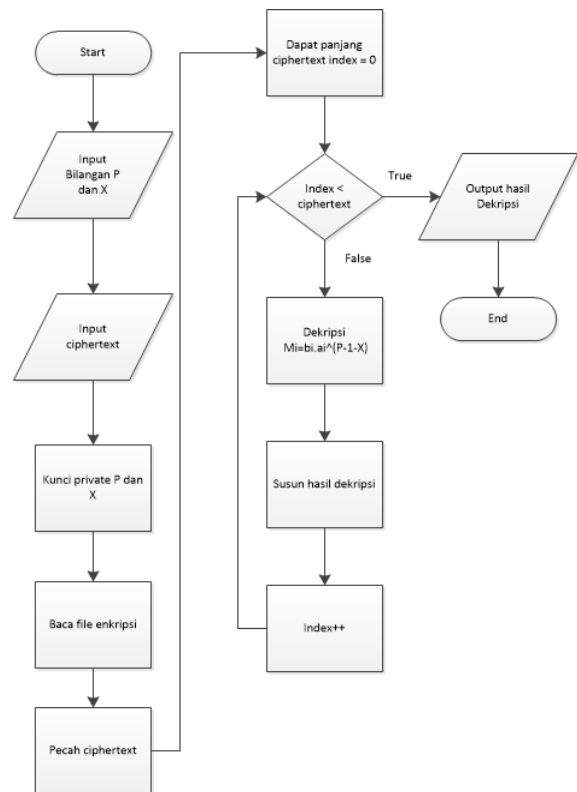 Start
Input
Bilangan P
dan X
Input
ciphertext
Kunci private P dan
X
Baca file enkripsi
Pecah ciphertext
Dapat panjang
ciphertext index = 0
Index <
ciphertext
True
False
Output hasil
Dekripsi
End
Dekripsi
Mi=bi.ai^(P-1-X)
Susun hasil dekripsi
Index++